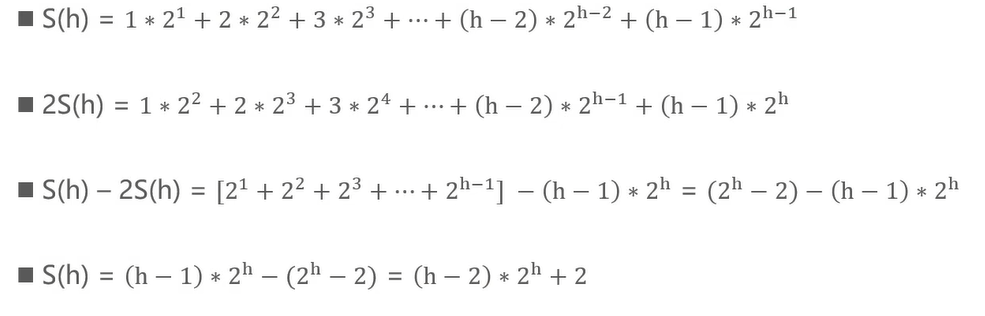 ■ S(h) = 1 ∗ 2¹ + 2 ∗ 2² + 3 ∗ 2³ + ⋯ + (h − 2) ∗ 2ʰ⁻² + (h − 1) ∗ 2ʰ⁻¹
■ 2S(h) = 1 ∗ 2² + 2 ∗ 2³ + 3 ∗ 2⁴ + ⋯ + (h − 2) ∗ 2ʰ⁻¹ + (h − 1) ∗ 2ʰ
■ S(h) – 2S(h) = [2¹ + 2² + 2³ + ⋯ + 2ʰ⁻¹] − (h − 1) ∗ 2ʰ = (2ʰ − 2) − (h − 1) ∗ 2ʰ
■ S(h) = (h − 1) ∗ 2ʰ − (2ʰ − 2) = (h − 2) ∗ 2ʰ + 2